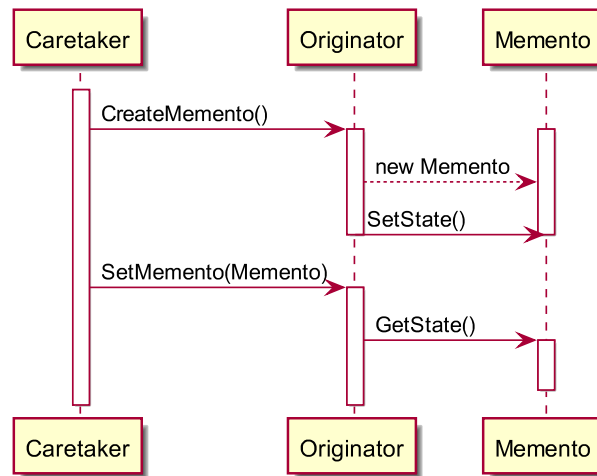 Caretaker Originator Memento
CreateMemento()
new Memento
SetState()
SetMemento(Memento)
GetState()
Caretaker Originator Memento